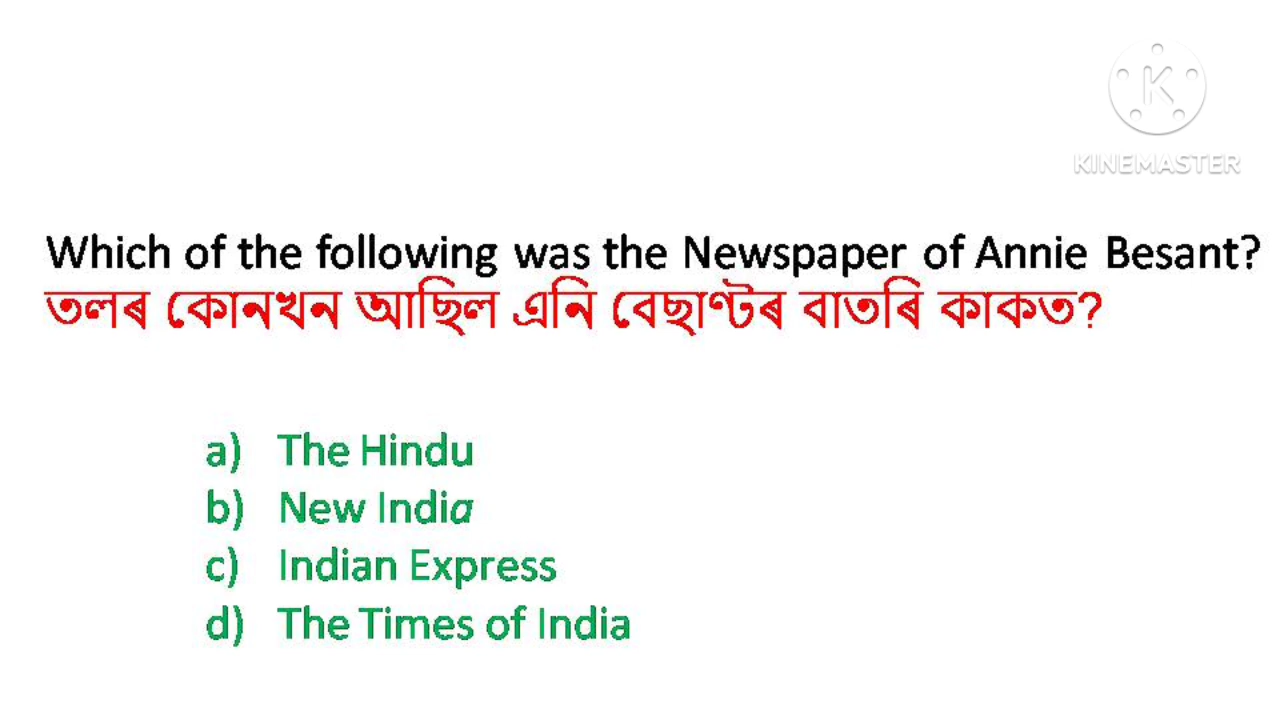 K
KINEMASTER
Which of the following was the Newspaper of Annie Besant?
তলৰ কোনখন আছিল এনি বেছাণ্টৰ বাতৰি কাকত?
a) The Hindu
b) New India
c) Indian Express
d) The Times of India